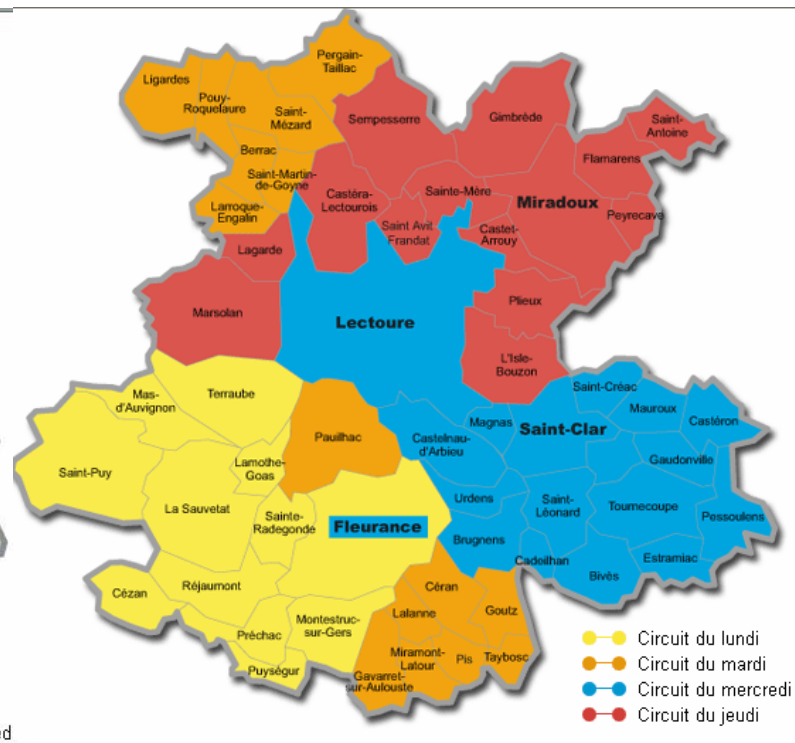 Pergain-
Taillac
Ligardes
Pouy-
Roquelaure
Saint-
Mézard
Sempesserre
Gimbrède
Saint-
Antoine
Berrac
Flamarens
Saint-Martin-
de-Goyne
Castéra-
Lectourois
Sainte-Mère
Miradoux
Larroque-
Engalin
Saint Avit
Frandat
Castet-
Arrouy
Peyrecave
Lagarde
Plieux
Marsolan
Lectoure
L'Isle-
Bouzon
Saint-Créac
Mas-
d'Auvignon
Terraube
Mauroux
Magnas
Saint-Clar
Castéron
Pauilhac
Castelnau-
d'Arbieu
Saint-Puy
Lamothe-
Goas
Gaudonville
Urdens
Saint-
Léonard
Tournecoupe
La Sauvetat
Sainte-
Radegonde
Fleurance
Pessoulens
Brugnens
Cadeilhan
Estramiac
Bivès
Cézan
Réjaumont
Céran
Lalanne
Goutz
Montestruc-
sur-Gers
Préchac
Miramont-
Latour
Pis
Taybosc
Puységur
Gavarret-
sur-Aulouste
Circuit du lundi
Circuit du mardi
Circuit du mercredi
Circuit du jeudi
ed